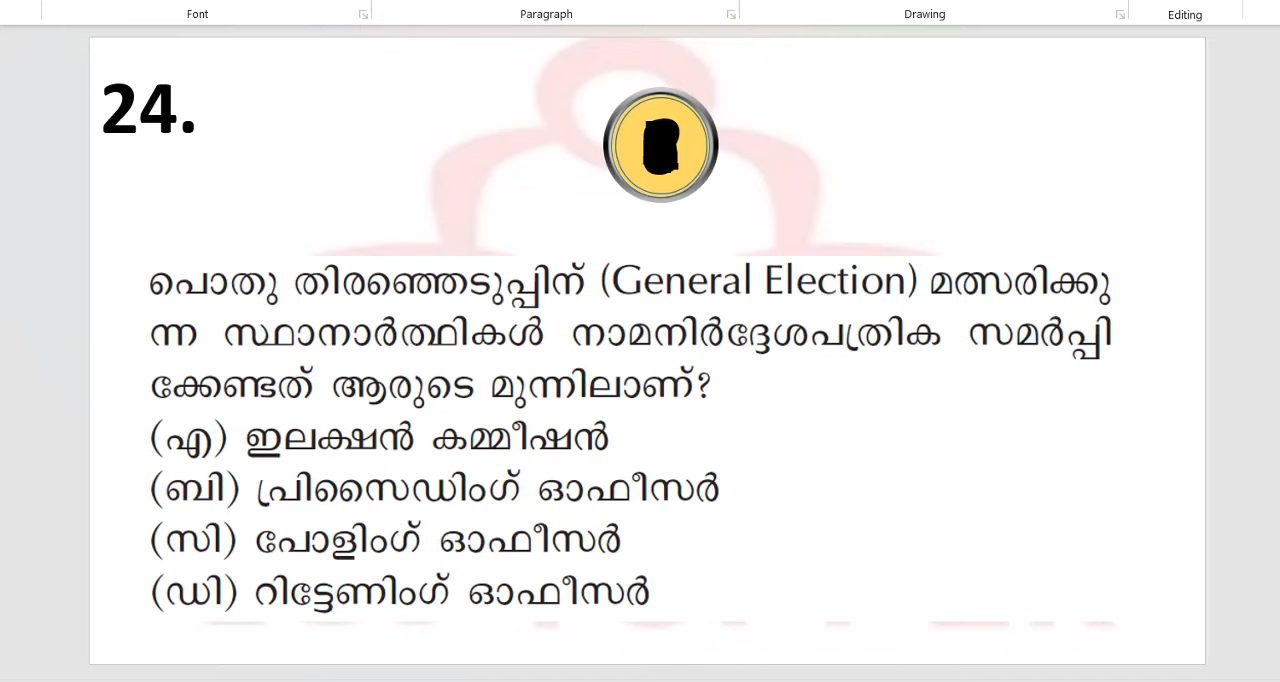 Font Paragraph Drawing Editing
24.
പൊതു തിരഞ്ഞെടുപ്പിന് (General Election) മത്സരിക്കു
ന്ന സ്ഥാനാർത്ഥികൾ നാമനിർദ്ദേശപത്രിക സമർപ്പി
ക്കേണ്ടത് ആരുടെ മുന്നിലാണ്?
(എ) ഇലക്ഷൻ കമ്മീഷൻ
(ബി) പ്രിസൈഡിംഗ് ഓഫീസർ
(സി) പോളിംഗ് ഓഫീസർ
(ഡി) റിട്ടേണിംഗ് ഓഫീസർ